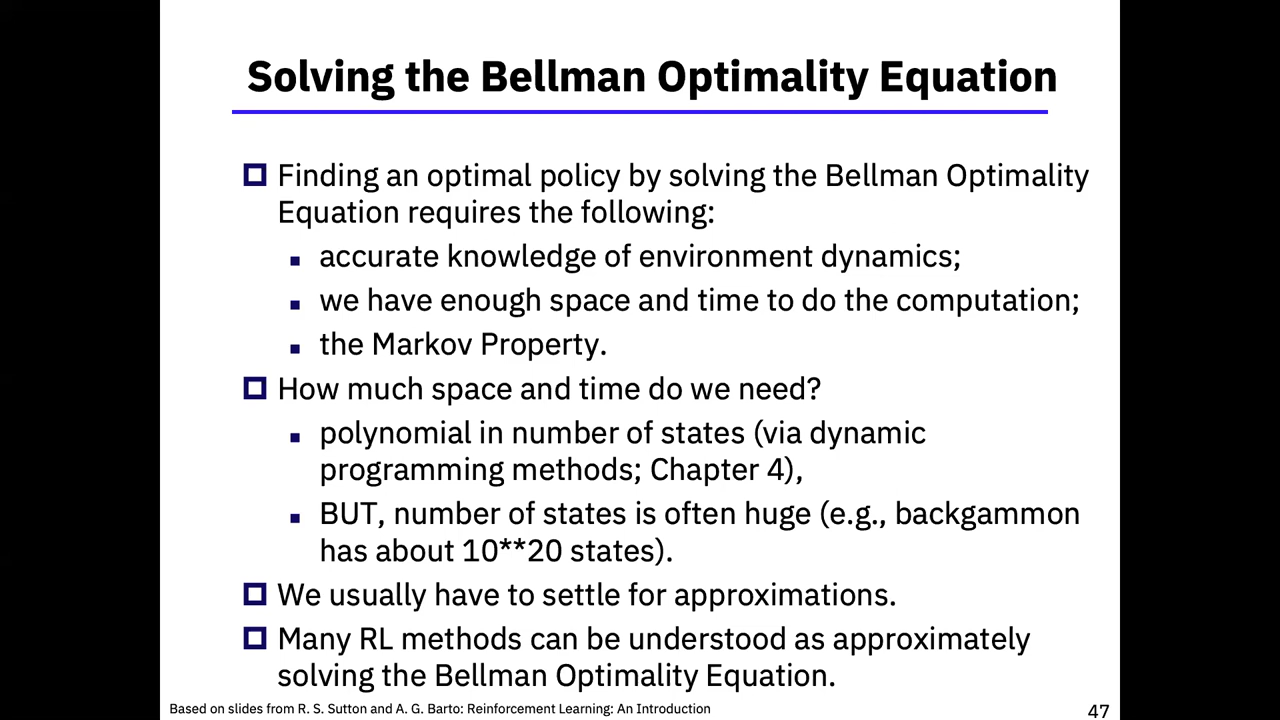 Solving the Bellman Optimality Equation
Finding an optimal policy by solving the Bellman Optimality
Equation requires the following:
accurate knowledge of environment dynamics;
we have enough space and time to do the computation;
the Markov Property.
How much space and time do we need?
polynomial in number of states (via dynamic
programming methods; Chapter 4),
BUT, number of states is often huge (e.g., backgammon
has about 10**20 states).
We usually have to settle for approximations.
Many RL methods can be understood as approximately
solving the Bellman Optimality Equation.
Based on slides from R. S. Sutton and A. G. Barto: Reinforcement Learning: An Introduction
47